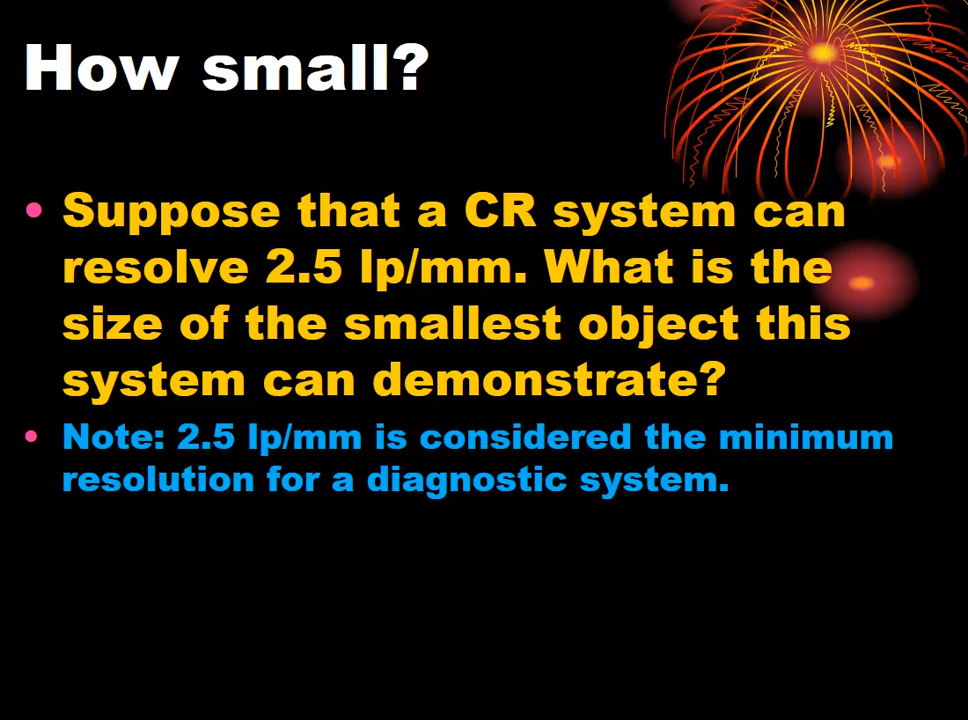 How small?
• Suppose that a CR system can
resolve 2.5 lp/mm. What is the
size of the smallest object this
system can demonstrate?
• Note: 2.5 lp/mm is considered the minimum
resolution for a diagnostic system.